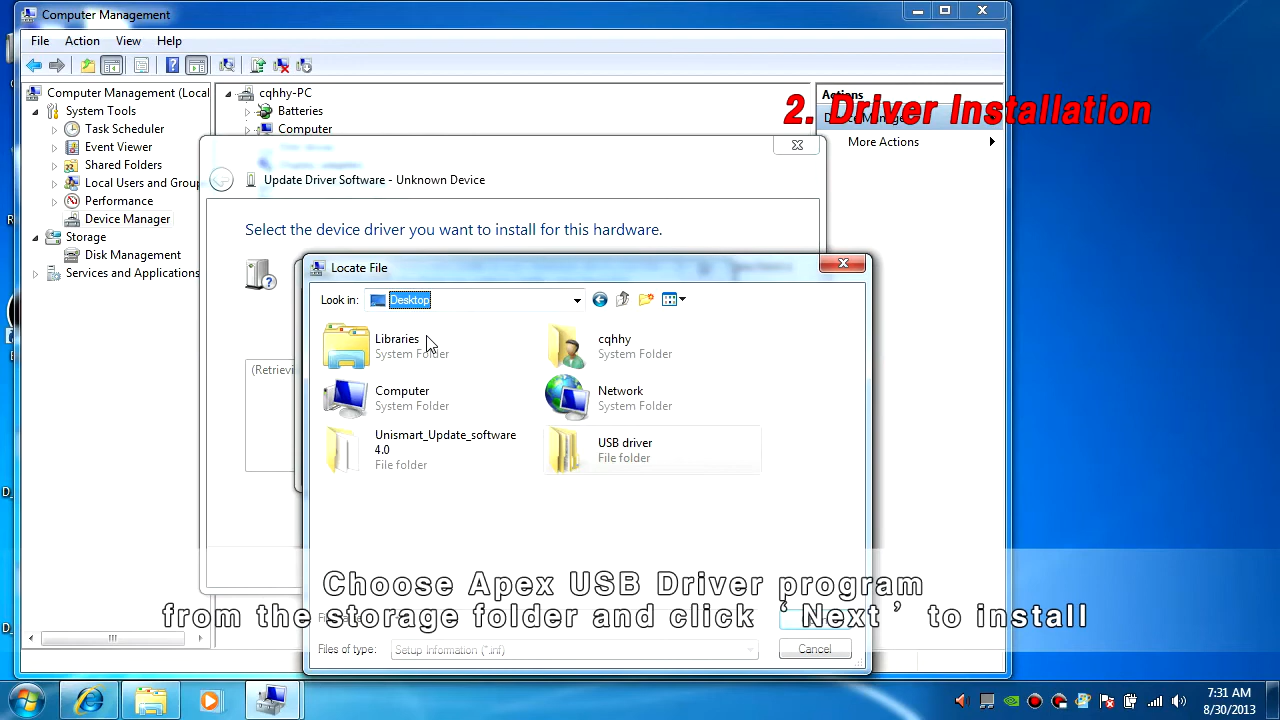 Computer Management
File Action View Help
Computer Management (Local
System Tools
Task Scheduler
Event Viewer
Shared Folders
Local Users and Group
Performance
Device Manager
Storage
Disk Management
Services and Applications
cqhhy-PC
Batteries
Computer
Actions
More Actions
2. Driver Installation
Update Driver Software - Unknown Device
Select the device driver you want to install for this hardware.
(Retrievi
Locate File
Look in: Desktop
Libraries
System Folder
cqhhy
System Folder
Computer
System Folder
Network
System Folder
Unismart_Update_software
4.0
File folder
USB driver
File folder
Choose Apex USB Driver program
from the storage folder and click ‘Next’ to install
Files of type: Setup Information (*.inf)
Cancel
7:31 AM
8/30/2013